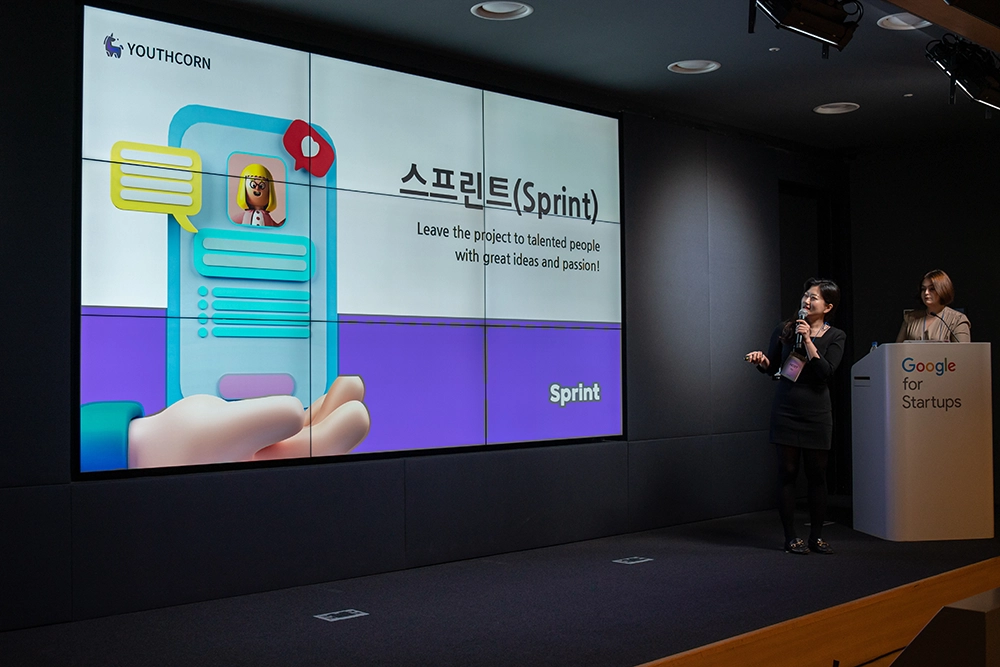 YOUTHCORN
스프린트(Sprint)
Leave the project to talented people
with great ideas and passion!
Sprint
Google
for
Startups